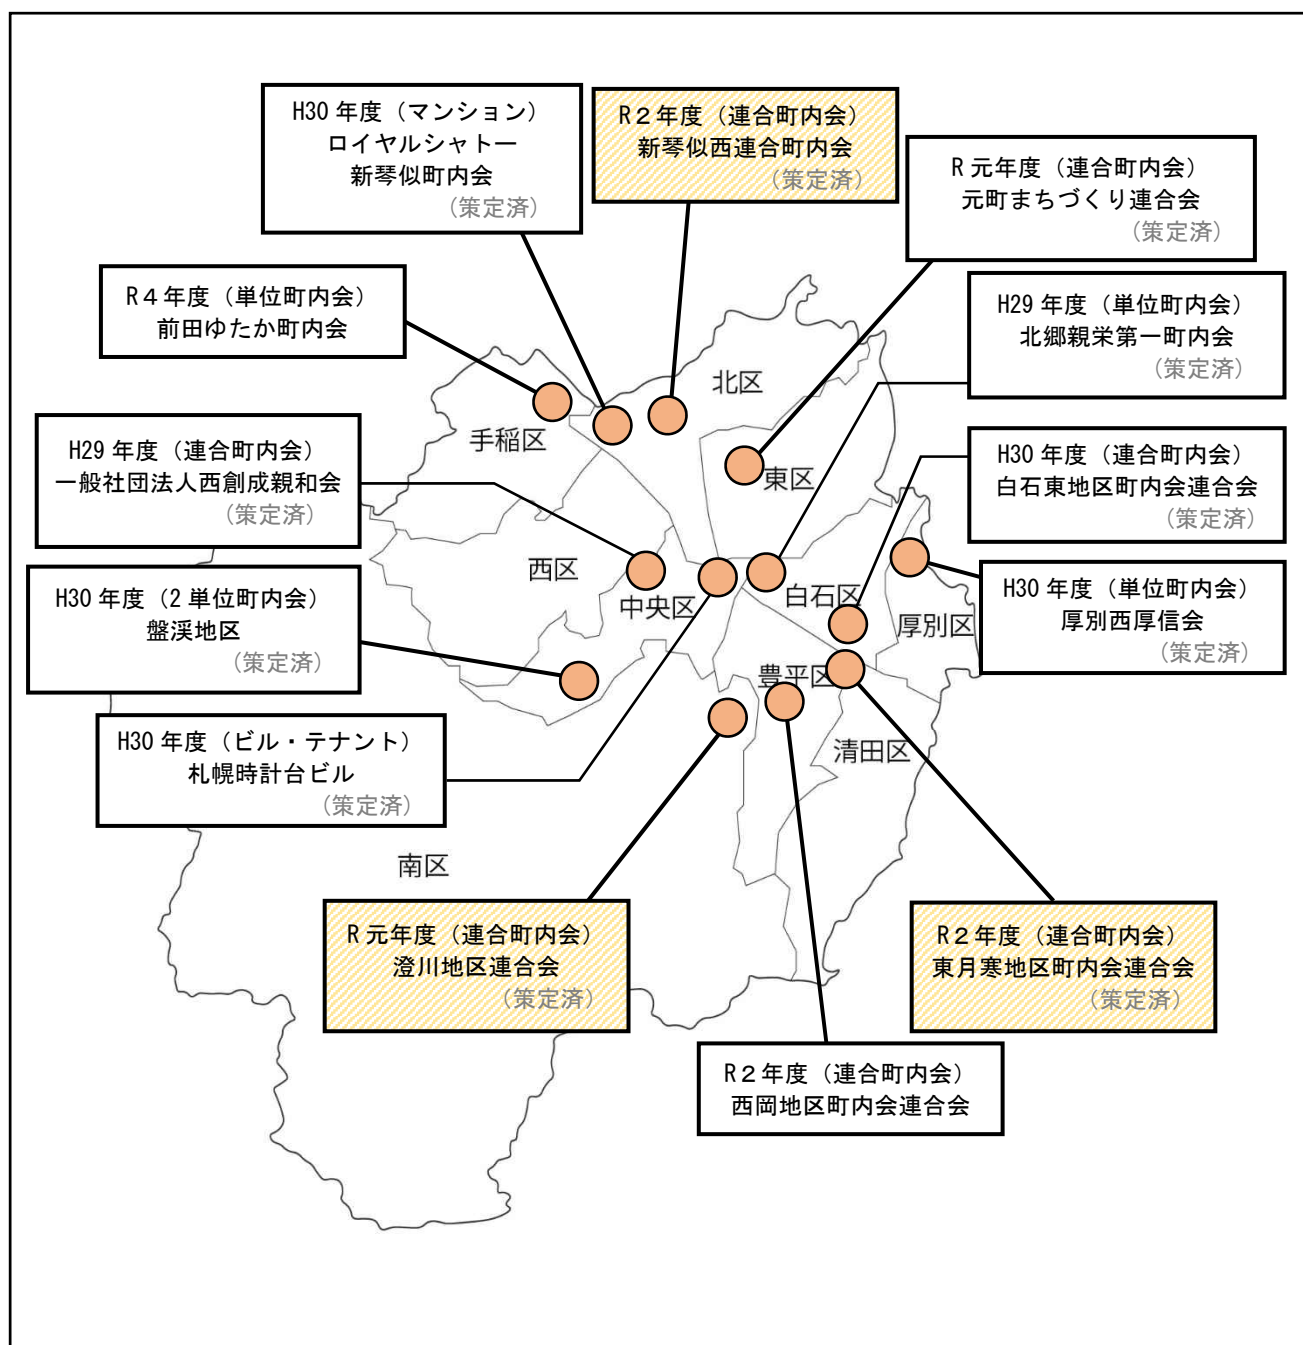 H30 年度（マンション）
ロイヤルシャトー
新琴似町内会
（策定済）
R２年度（連合町内会）
新琴似西連合町内会
（策定済）
R 元年度（連合町内会）
元町まちづくり連合会
（策定済）
R４年度（単位町内会）
前田ゆたか町内会
H29 年度（単位町内会）
北郷親栄第一町内会
（策定済）
北区
手稲区
東区
H29 年度（連合町内会）
一般社団法人西創成親和会
（策定済）
H30 年度（連合町内会）
白石東地区町内会連合会
（策定済）
西区
中央区
白石区
厚別区
H30 年度（2 単位町内会）
盤渓地区
（策定済）
H30 年度（単位町内会）
厚別西厚信会
（策定済）
豊平区
清田区
H30 年度（ビル・テナント）
札幌時計台ビル
（策定済）
南区
R 元年度（連合町内会）
澄川地区連合会
（策定済）
R２年度（連合町内会）
東月寒地区町内会連合会
（策定済）
R２年度（連合町内会）
西岡地区町内会連合会